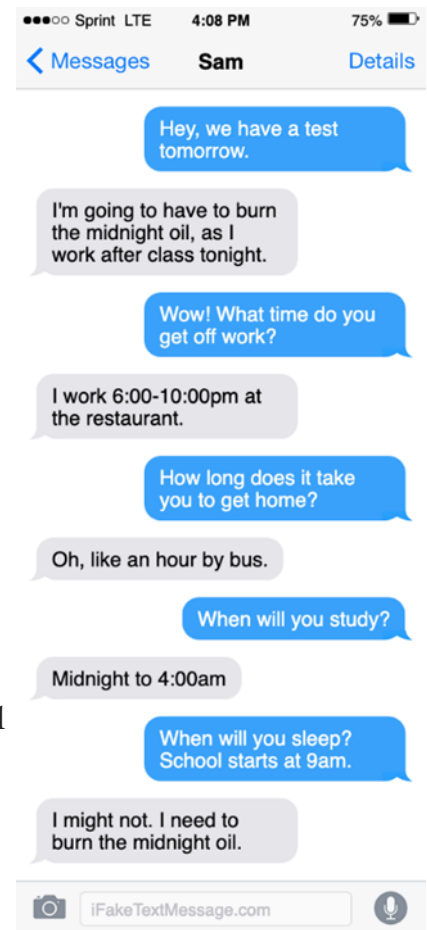 Sprint LTE 4:08 PM 75%
Messages Sam Details
Hey, we have a test
tomorrow.
I'm going to have to burn
the midnight oil, as I
work after class tonight.
Wow! What time do you
get off work?
I work 6:00-10:00pm at
the restaurant.
How long does it take
you to get home?
Oh, like an hour by bus.
When will you study?
Midnight to 4:00am
When will you sleep?
School starts at 9am.
I might not. I need to
burn the midnight oil.
iFakeTextMessage.com